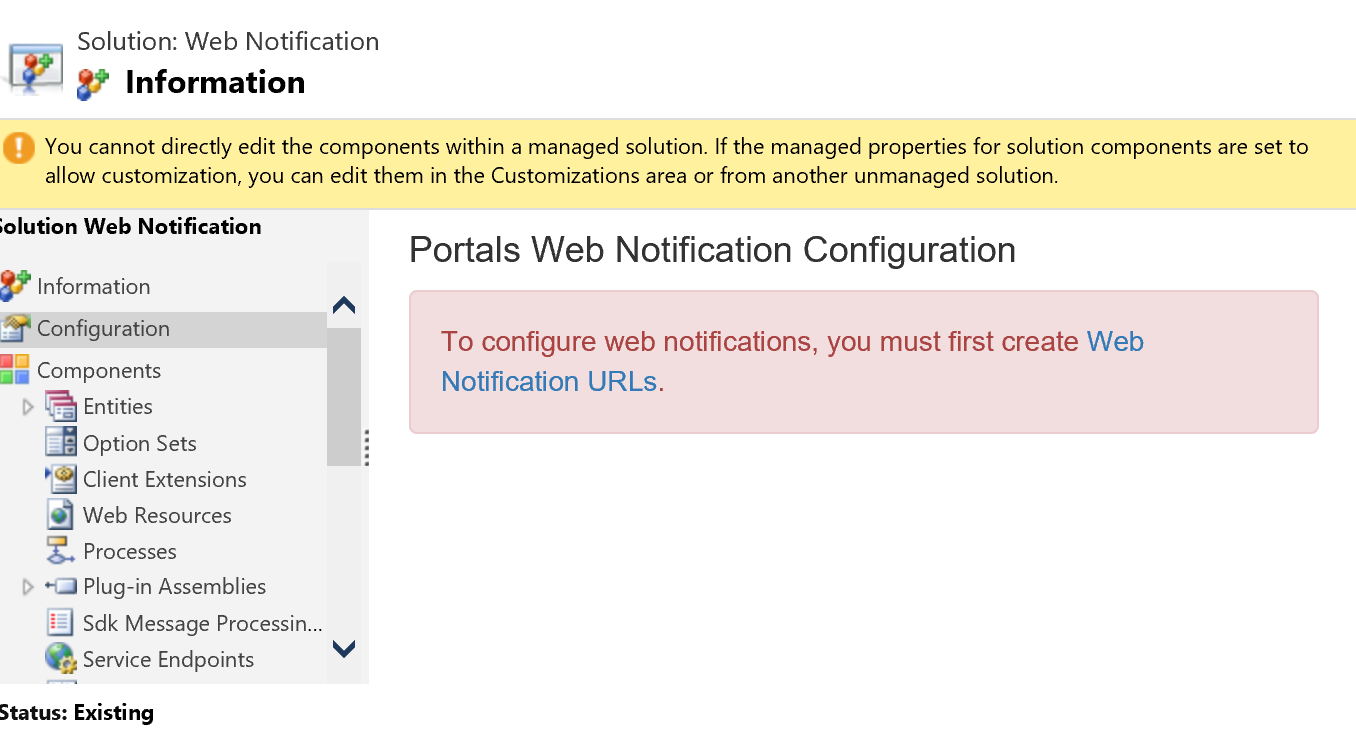 Solution: Web Notification
Information
You cannot directly edit the components within a managed solution. If the managed properties for solution components are set to
allow customization, you can edit them in the Customizations area or from another unmanaged solution.
Solution Web Notification
Information
Configuration
Components
Entities
Option Sets
Client Extensions
Web Resources
Processes
Plug-in Assemblies
Sdk Message Processin...
Service Endpoints
Portals Web Notification Configuration
To configure web notifications, you must first create Web
Notification URLs.
Status: Existing